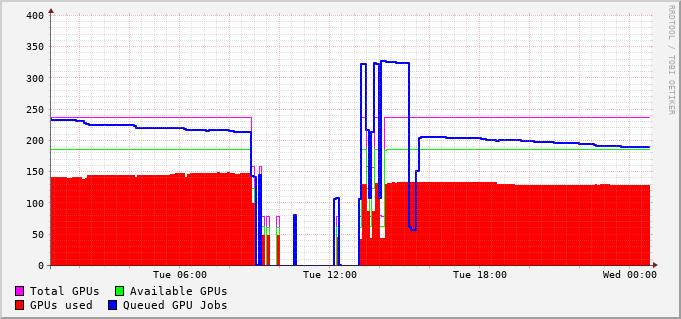 400
350
300
250
200
150
100
50
0
Tue 06:00 Tue 12:00 Tue 18:00 Wed 00:00
Total GPUs Available GPUs
GPUs used Queued GPU Jobs
RRDTOOL / TOBI OETIKER